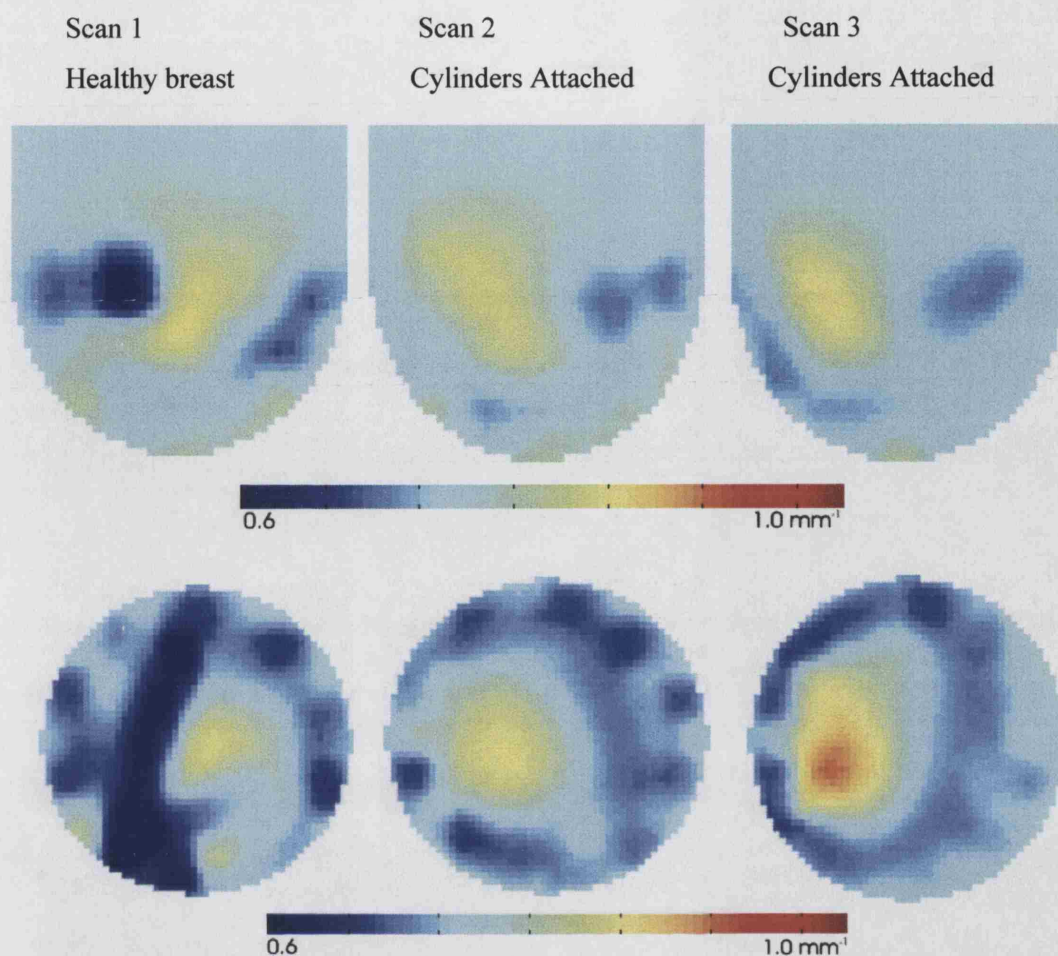 Scan 1
Scan 2
Scan 3
Healthy breast
Cylinders Attached
Cylinders Attached
0.6
1.0 mm⁻¹
0.6
1.0 mm⁻¹